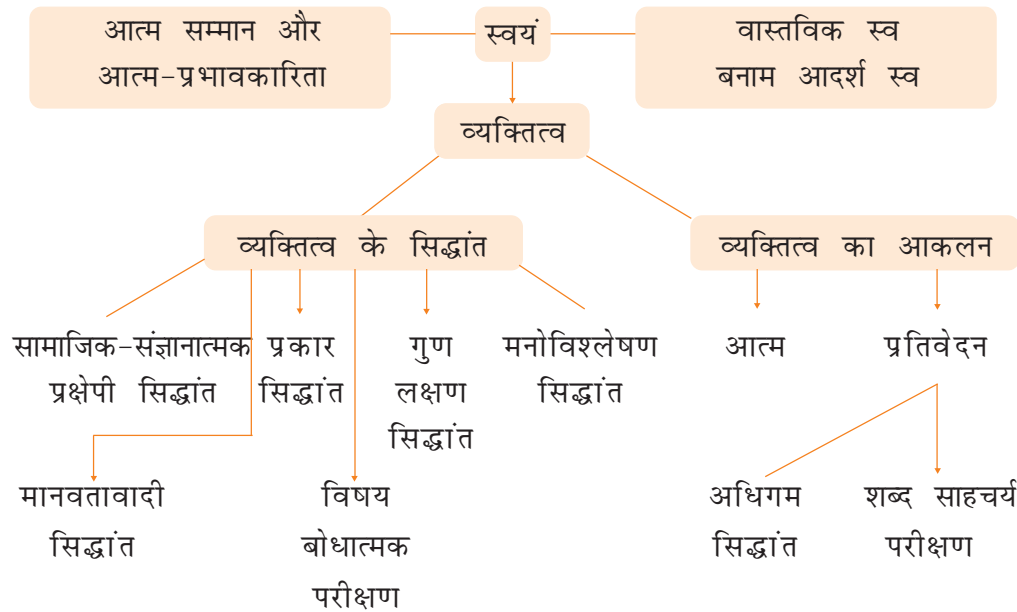 आत्म सम्मान और
आत्म-प्रभावकारिता
स्वयं
वास्तविक स्व
बनाम आदर्श स्व
व्यक्तित्व
व्यक्तित्व के सिद्धांत
व्यक्तित्व का आकलन
सामाजिक-संज्ञानात्मक
प्रक्षेपी सिद्धांत
प्रकार
सिद्धांत
गुण
लक्षण
सिद्धांत
मनोविश्लेषण
सिद्धांत
आत्म
प्रतिवेदन
मानवतावादी
सिद्धांत
विषय
बोधात्मक
परीक्षण
अधिगम
सिद्धांत
शब्द साहचर्य
परीक्षण